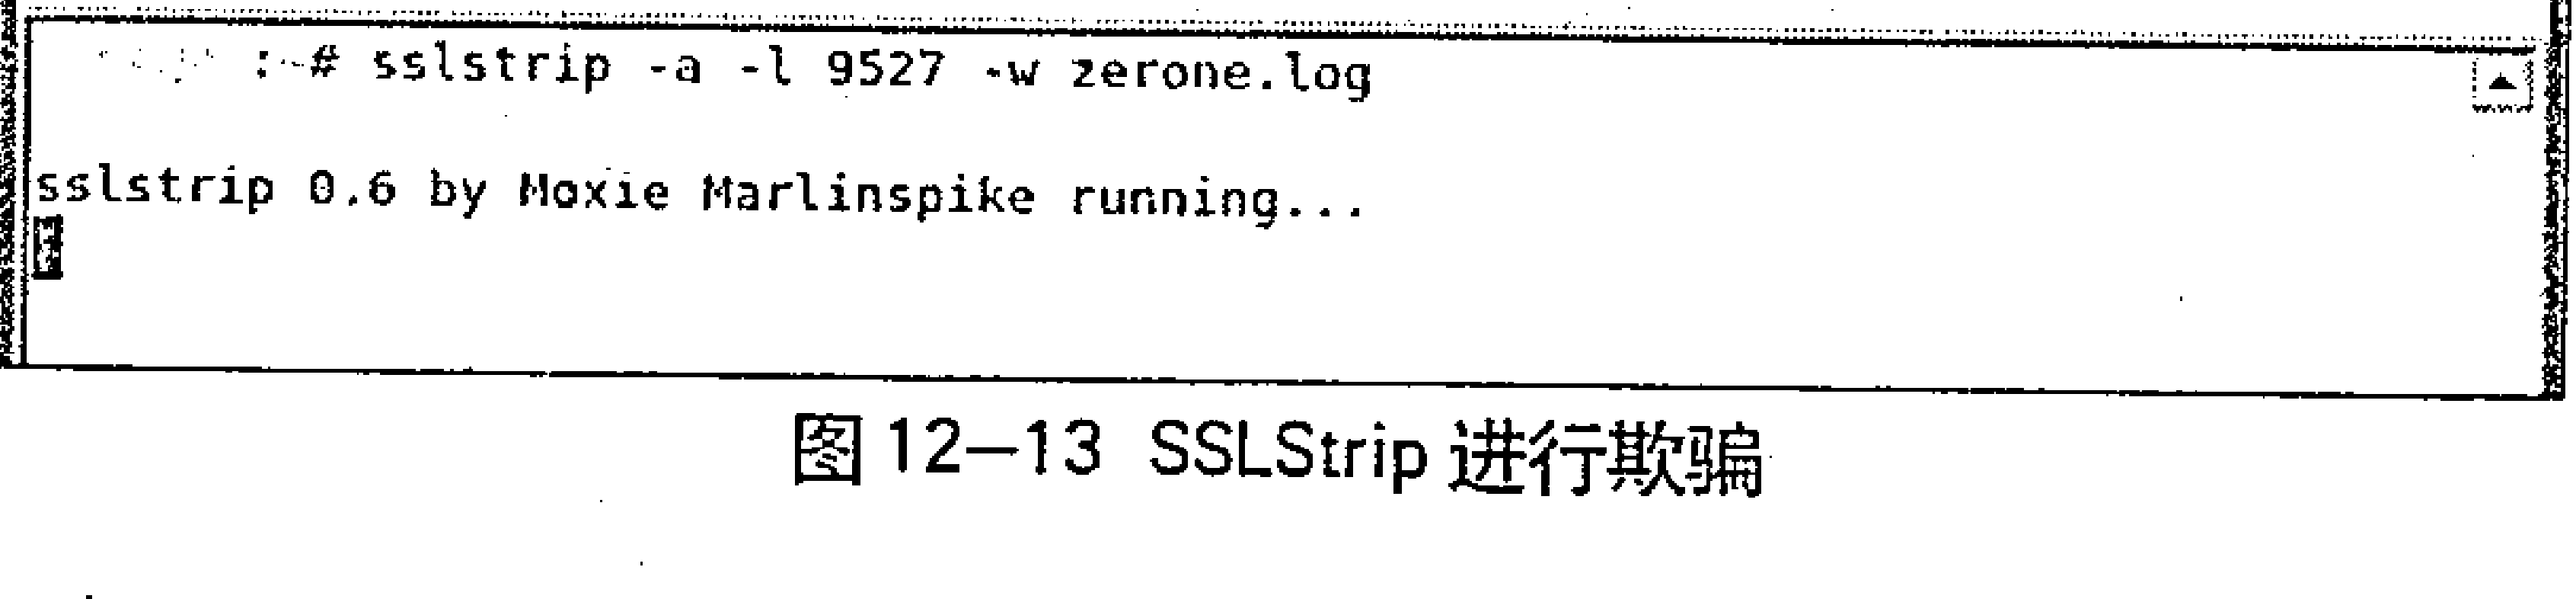 :~# sslstrip -a -l 9527 -w zerone.log
sslstrip 0.6 by Moxie Marlinspike running...
图 12-13 SSLStrip 进行欺骗